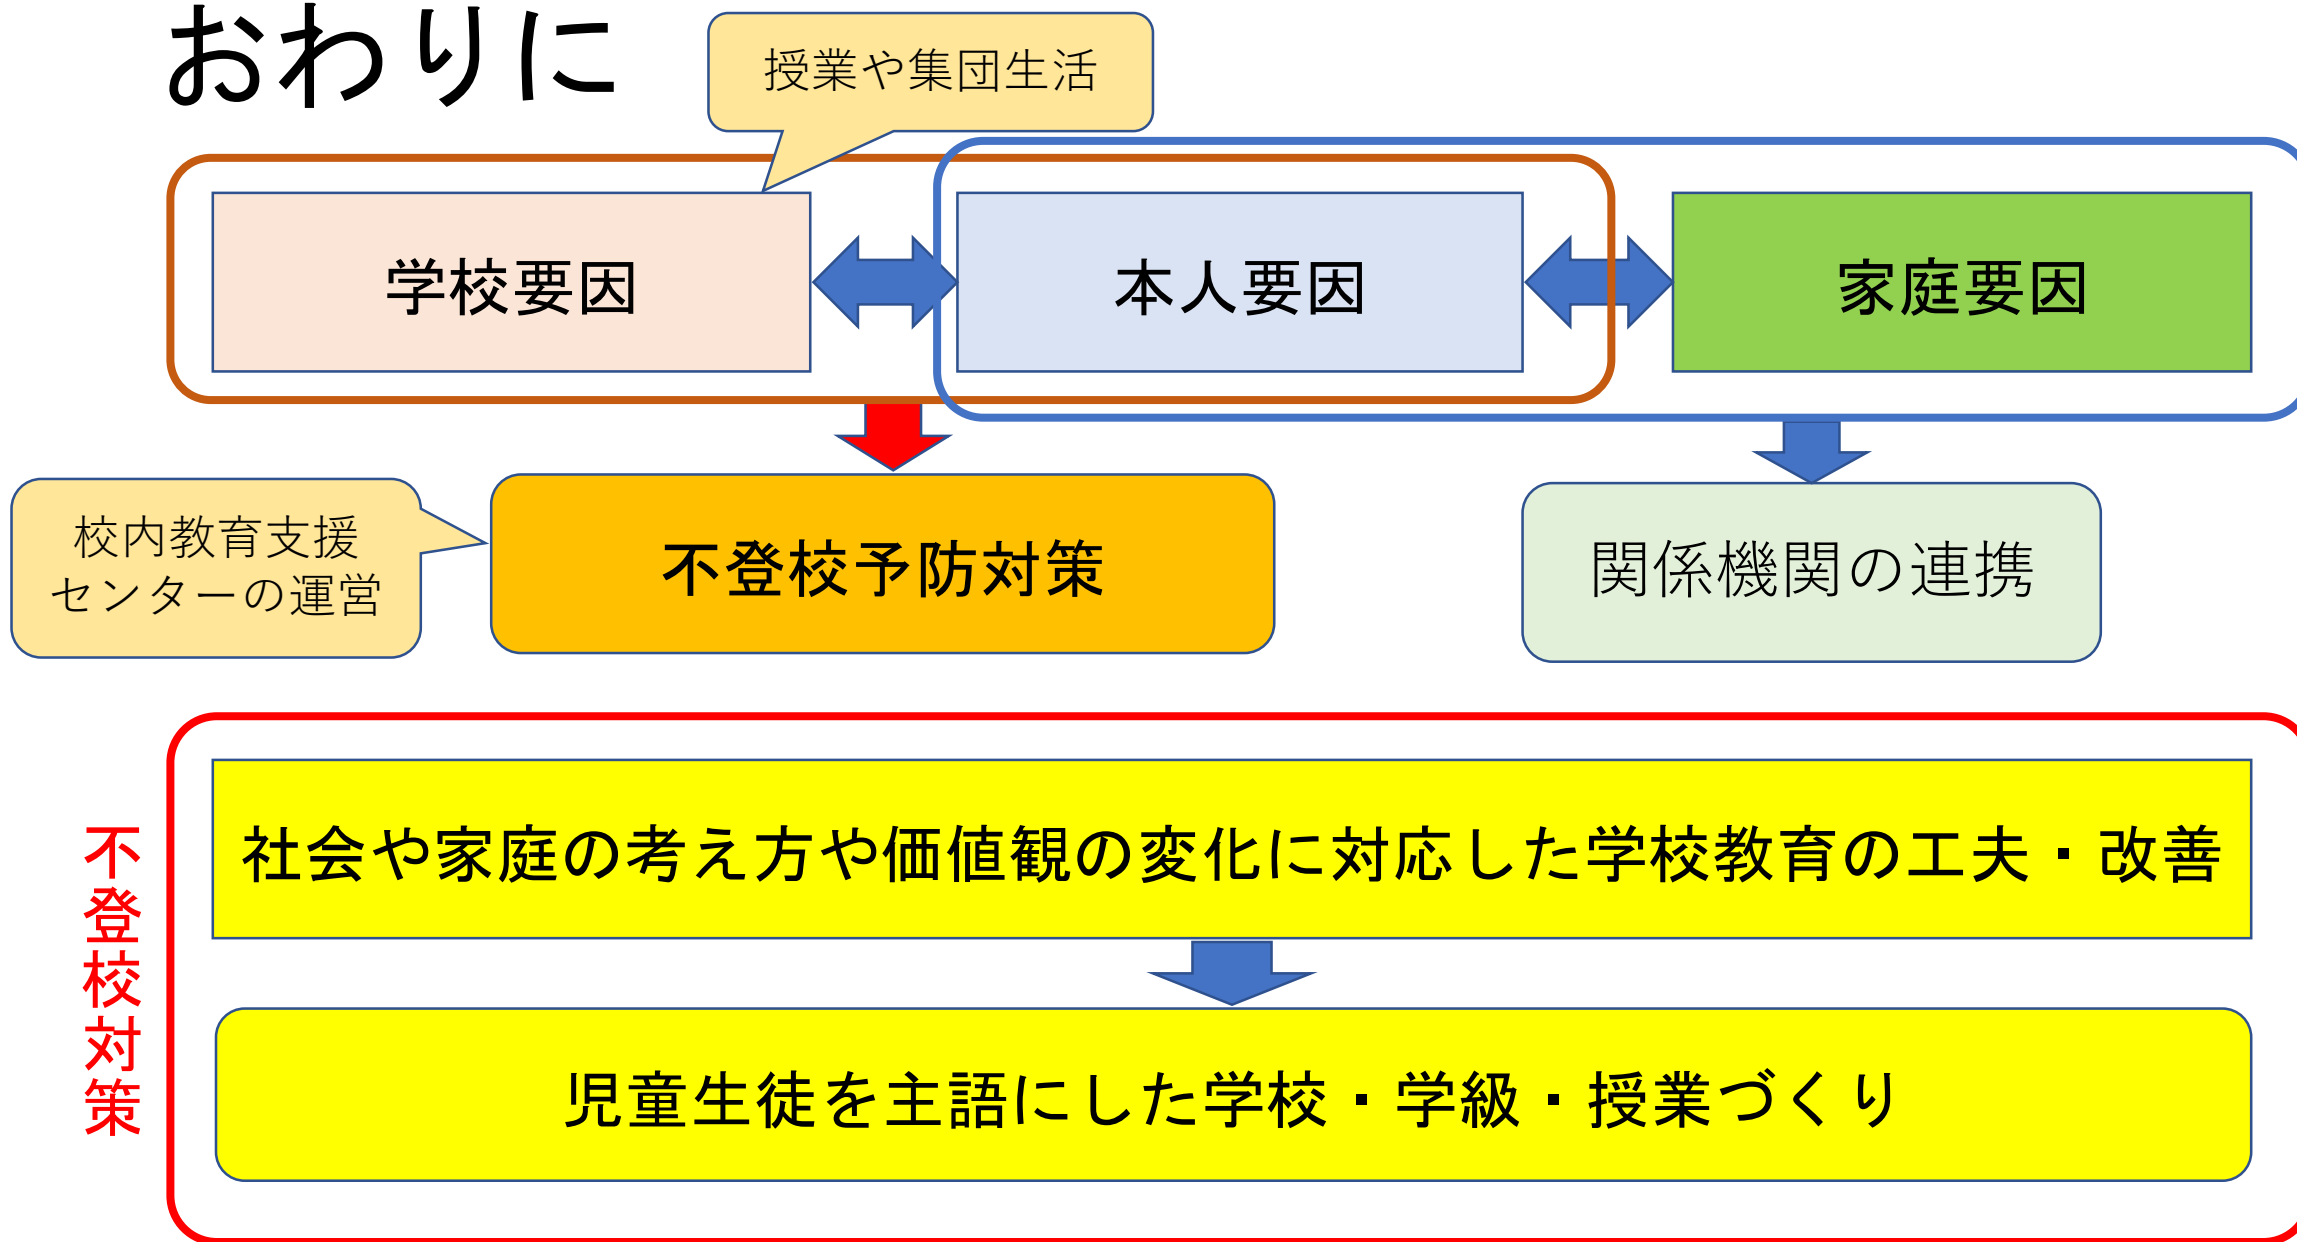 おわりに
授業や集団生活
学校要因
本人要因
家庭要因
校内教育支援
センターの運営
不登校予防対策
関係機関の連携
不登校対策
社会や家庭の考え方や価値観の変化に対応した学校教育の工夫・改善
児童生徒を主語にした学校・学級・授業づくり